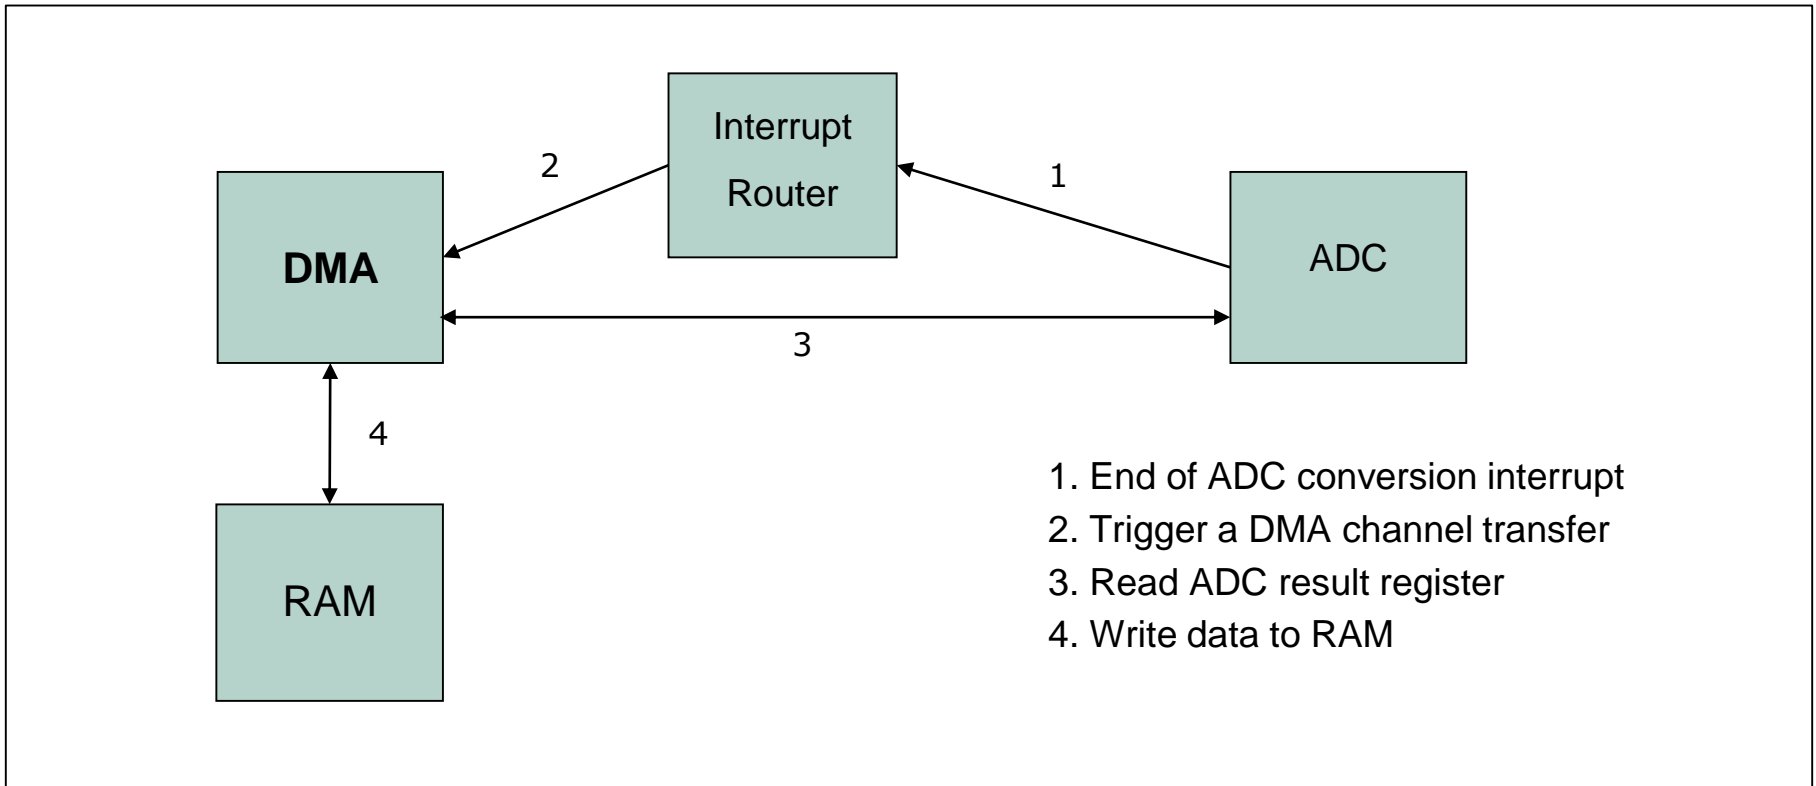 Interrupt
Router
2
1
DMA
ADC
3
4
RAM
1. End of ADC conversion interrupt
2. Trigger a DMA channel transfer
3. Read ADC result register
4. Write data to RAM